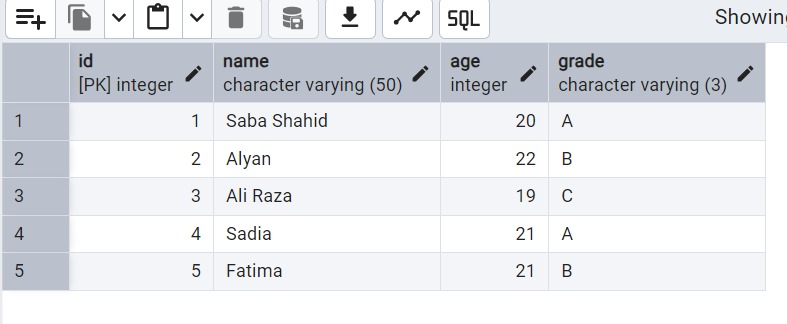 SQL
Showing
id name age grade
[PK] integer character varying (50) integer character varying (3)
1 1 Saba Shahid 20 A
2 2 Alyan 22 B
3 3 Ali Raza 19 C
4 4 Sadia 21 A
5 5 Fatima 21 B